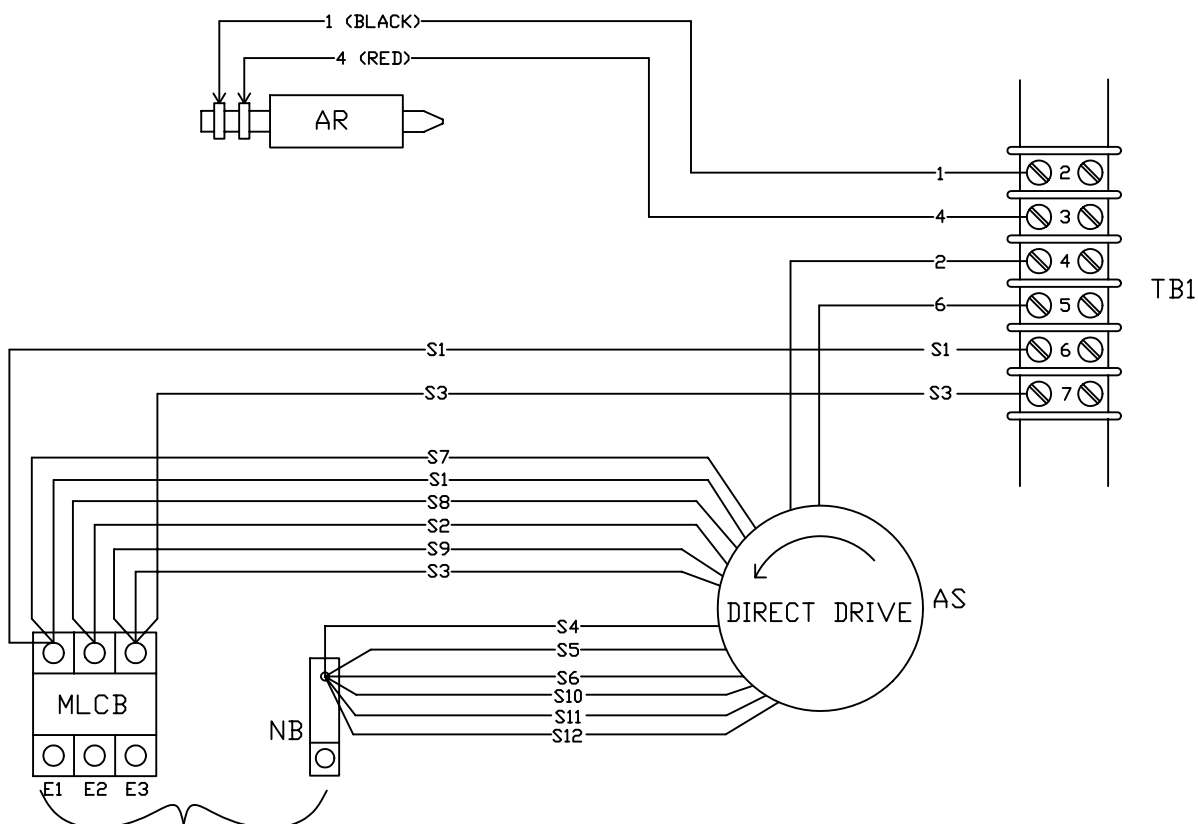 1 (BLACK)
4 (RED)
AR
1 2
4 3
2 4
TB1
6 5
S1 S1 6
S3 S3 7
S7
S1
S8
S2
S9
S3
AS
DIRECT DRIVE
S4
S5
S6
S10
MLCB
S11
NB
S12
E1 E2 E3